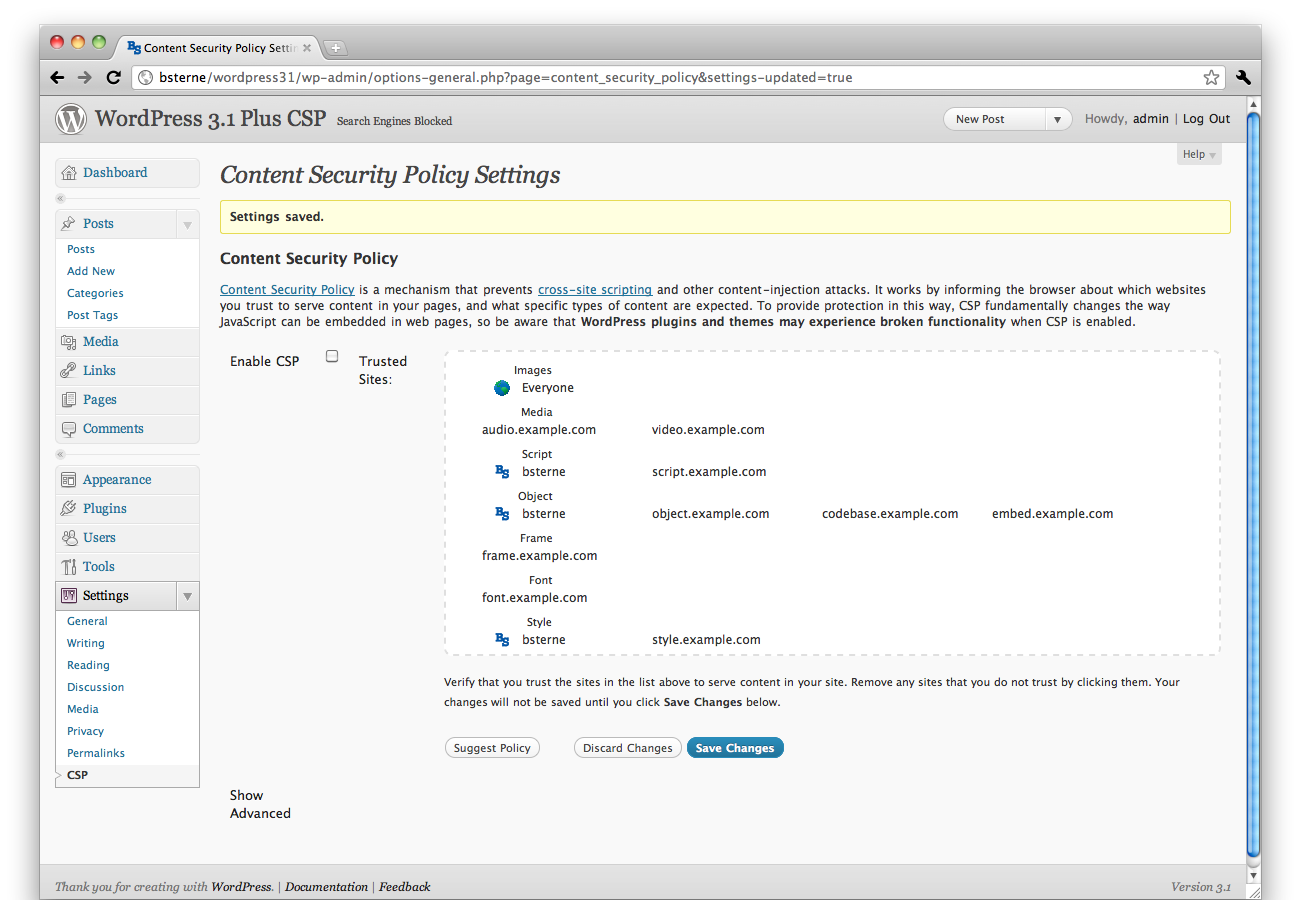 Content Security Policy Settin
bsterne/wordpress31/wp-admin/options-general.php?page=content_security_policy&settings-updated=true
WordPress 3.1 Plus CSP Search Engines Blocked
New Post
Howdy, admin | Log Out
Help
Dashboard
Posts
Posts
Add New
Categories
Post Tags
Media
Links
Pages
Comments
Appearance
Plugins
Users
Tools
Settings
General
Writing
Reading
Discussion
Media
Privacy
Permalinks
CSP
Content Security Policy Settings
Settings saved.
Content Security Policy
Content Security Policy is a mechanism that prevents cross-site scripting and other content-injection attacks. It works by informing the browser about which websites
you trust to serve content in your pages, and what specific types of content are expected. To provide protection in this way, CSP fundamentally changes the way
JavaScript can be embedded in web pages, so be aware that WordPress plugins and themes may experience broken functionality when CSP is enabled.
Enable CSP
Trusted
Sites:
Images
Everyone
Media
audio.example.com video.example.com
Script
BS bsterne script.example.com
Object
BS bsterne object.example.com codebase.example.com embed.example.com
Frame
frame.example.com
Font
font.example.com
Style
BS bsterne style.example.com
Verify that you trust the sites in the list above to serve content in your site. Remove any sites that you do not trust by clicking them. Your
changes will not be saved until you click Save Changes below.
Suggest Policy Discard Changes Save Changes
Show
Advanced
Thank you for creating with WordPress. | Documentation | Feedback
Version 3.1